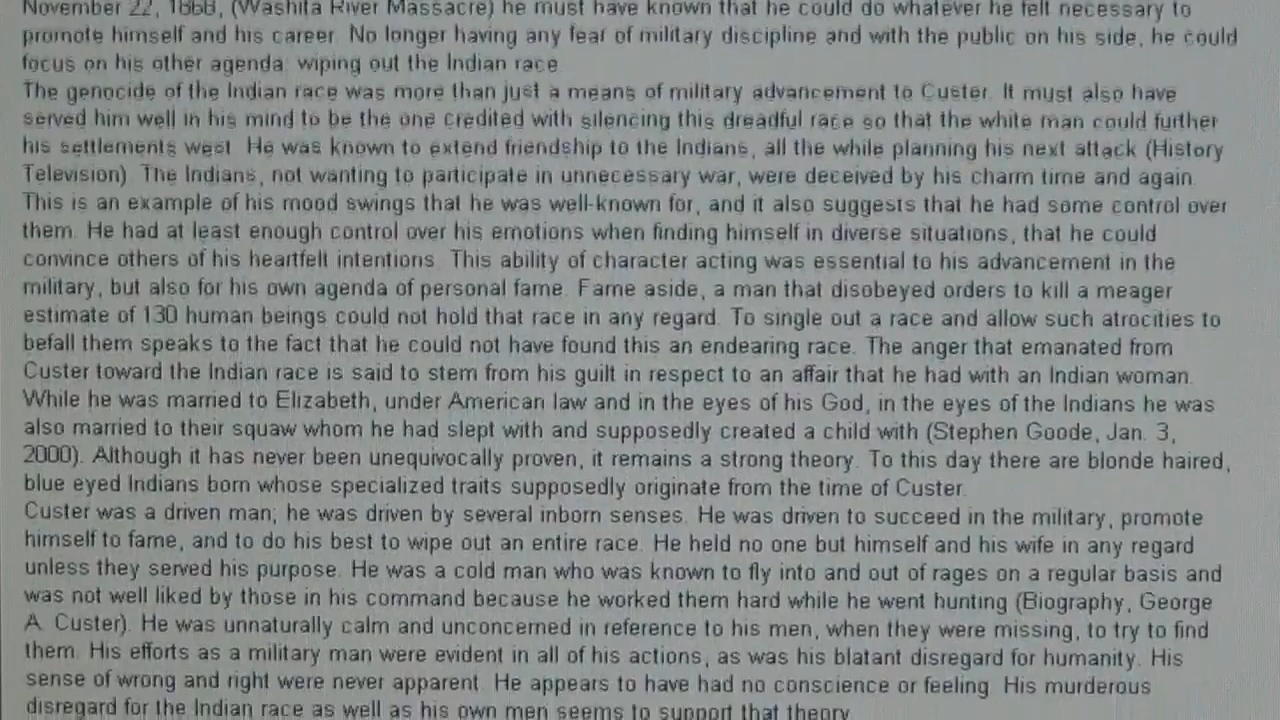 November 22, 1868, (Washita River Massacre) he must have known that he could do whatever he felt necessary to
promote himself and his career. No longer having any fear of military discipline and with the public on his side, he could
focus on his other agenda: wiping out the Indian race.
The genocide of the Indian race was more than just a means of military advancement to Custer. It must also have
served him well in his mind to be the one credited with silencing this dreadful race so that the white man could further
his settlements west. He was known to extend friendship to the Indians, all the while planning his next attack (History
Television). The Indians, not wanting to participate in unnecessary war, were deceived by his charm time and again.
This is an example of his mood swings that he was well-known for, and it also suggests that he had some control over
them. He had at least enough control over his emotions when finding himself in diverse situations, that he could
convince others of his heartfelt intentions. This ability of character acting was essential to his advancement in the
military, but also for his own agenda of personal fame. Fame aside, a man that disobeyed orders to kill a meager
estimate of 130 human beings could not hold that race in any regard. To single out a race and allow such atrocities to
befall them speaks to the fact that he could not have found this an endearing race. The anger that emanated from
Custer toward the Indian race is said to stem from his guilt in respect to an affair that he had with an Indian woman.
While he was married to Elizabeth, under American law and in the eyes of his God, in the eyes of the Indians he was
also married to their squaw whom he had slept with and supposedly created a child with (Stephen Goode, Jan. 3,
2000). Although it has never been unequivocally proven, it remains a strong theory. To this day there are blonde haired,
blue eyed Indians born whose specialized traits supposedly originate from the time of Custer.
Custer was a driven man; he was driven by several inborn senses. He was driven to succeed in the military, promote
himself to fame, and to do his best to wipe out an entire race. He held no one but himself and his wife in any regard
unless they served his purpose. He was a cold man who was known to fly into and out of rages on a regular basis and
was not well liked by those in his command because he worked them hard while he went hunting (Biography, George
A. Custer). He was unnaturally calm and unconcerned in reference to his men, when they were missing, to try to find
them. His efforts as a military man were evident in all of his actions, as was his blatant disregard for humanity. His
sense of wrong and right were never apparent. He appears to have had no conscience or feeling. His murderous
disregard for the Indian race as well as his own men seems to support that theory.